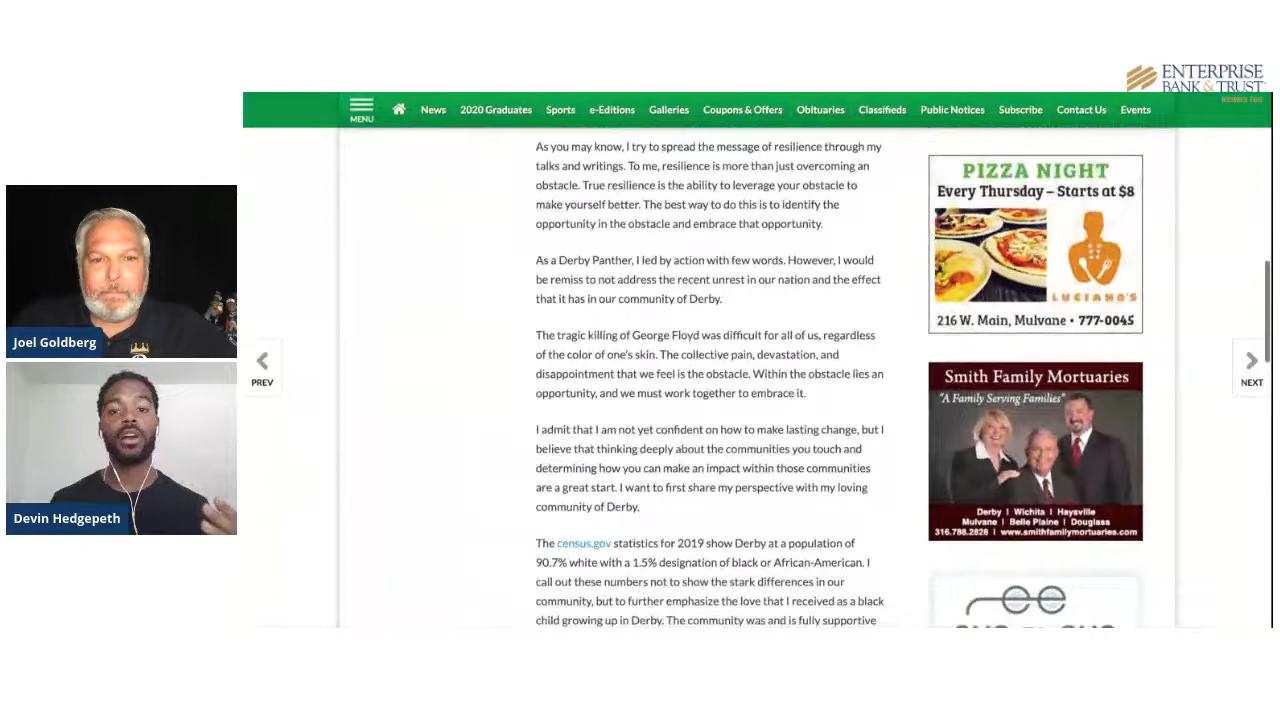 ENTERPRISE
BANK & TRUST
MENU
News
2020 Graduates
Sports
e-Editions
Galleries
Coupons & Offers
Obituaries
Classifieds
Public Notices
Subscribe
Contact Us
Events
Joel Goldberg
Devin Hedgepeth
PREV
As you may know, I try to spread the message of resilience through my
talks and writings. To me, resilience is more than just overcoming an
obstacle. True resilience is the ability to leverage your obstacle to
make yourself better. The best way to do this is to identify the
opportunity in the obstacle and embrace that opportunity.
As a Derby Panther, I led by action with few words. However, I would
be remiss to not address the recent unrest in our nation and the effect
that it has in our community of Derby.
The tragic killing of George Floyd was difficult for all of us, regardless
of the color of one's skin. The collective pain, devastation, and
disappointment that we feel is the obstacle. Within the obstacle lies an
opportunity, and we must work together to embrace it.
I admit that I am not yet confident on how to make lasting change, but I
believe that thinking deeply about the communities you touch and
determining how you can make an impact within those communities
are a great start. I want to first share my perspective with my loving
community of Derby.
The census.gov statistics for 2019 show Derby at a population of
90.7% white with a 1.5% designation of black or African-American. I
call out these numbers not to show the stark differences in our
community, but to further emphasize the love that I received as a black
child growing up in Derby. The community was and is fully supportive
PIZZA NIGHT
Every Thursday – Starts at $8
LUCIANO'S
216 W. Main, Mulvane • 777-0045
Smith Family Mortuaries
"A Family Serving Families"
Derby | Wichita | Haysville
Mulvane | Belle Plaine | Douglass
316.788.2828 | www.smithfamilymortuaries.com
NEXT